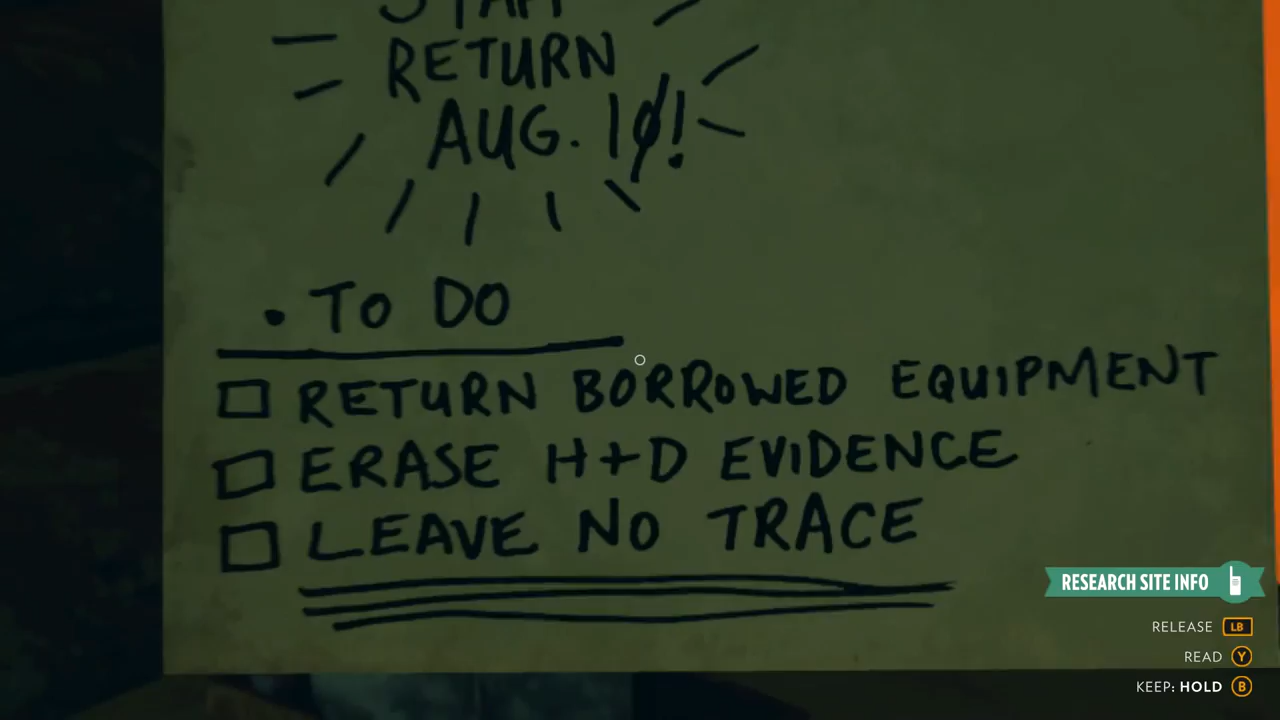 STAFF
RETURN
AUG. 10!
• TO DO
RETURN BORROWED EQUIPMENT
ERASE H+D EVIDENCE
LEAVE NO TRACE
RESEARCH SITE INFO
RELEASE LB
READ Y
KEEP: HOLD B